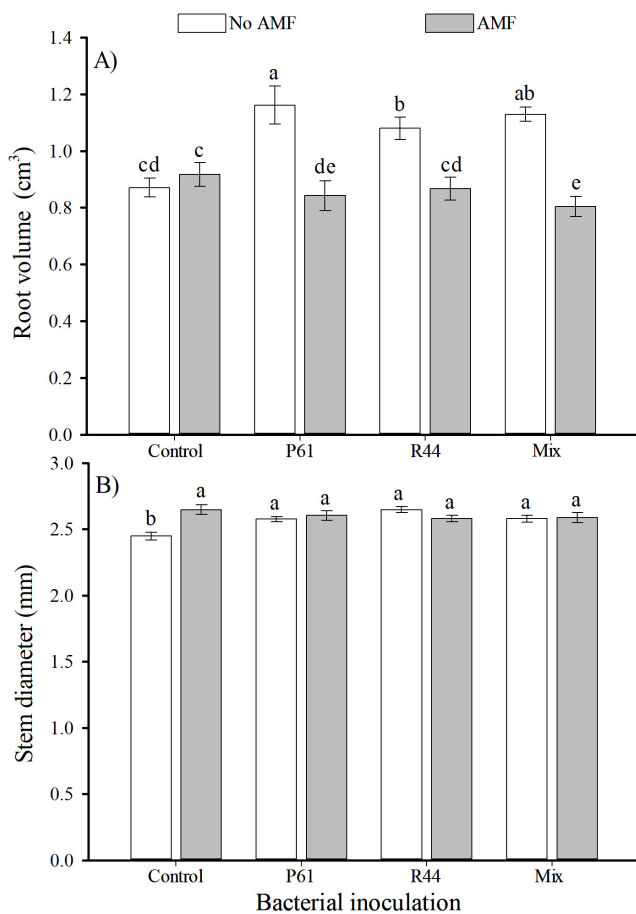 No AMF AMF
A)
a
b
ab
cd
c
de
cd
e
1.4
1.2
1.0
0.8
0.6
0.4
0.2
0.0
Root volume (cm³)
Control P61 R44 Mix
B)
b
a
a
a
a
a
a
a
3.0
2.5
2.0
1.5
1.0
0.5
0.0
Stem diameter (mm)
Control P61 R44 Mix
Bacterial inoculation